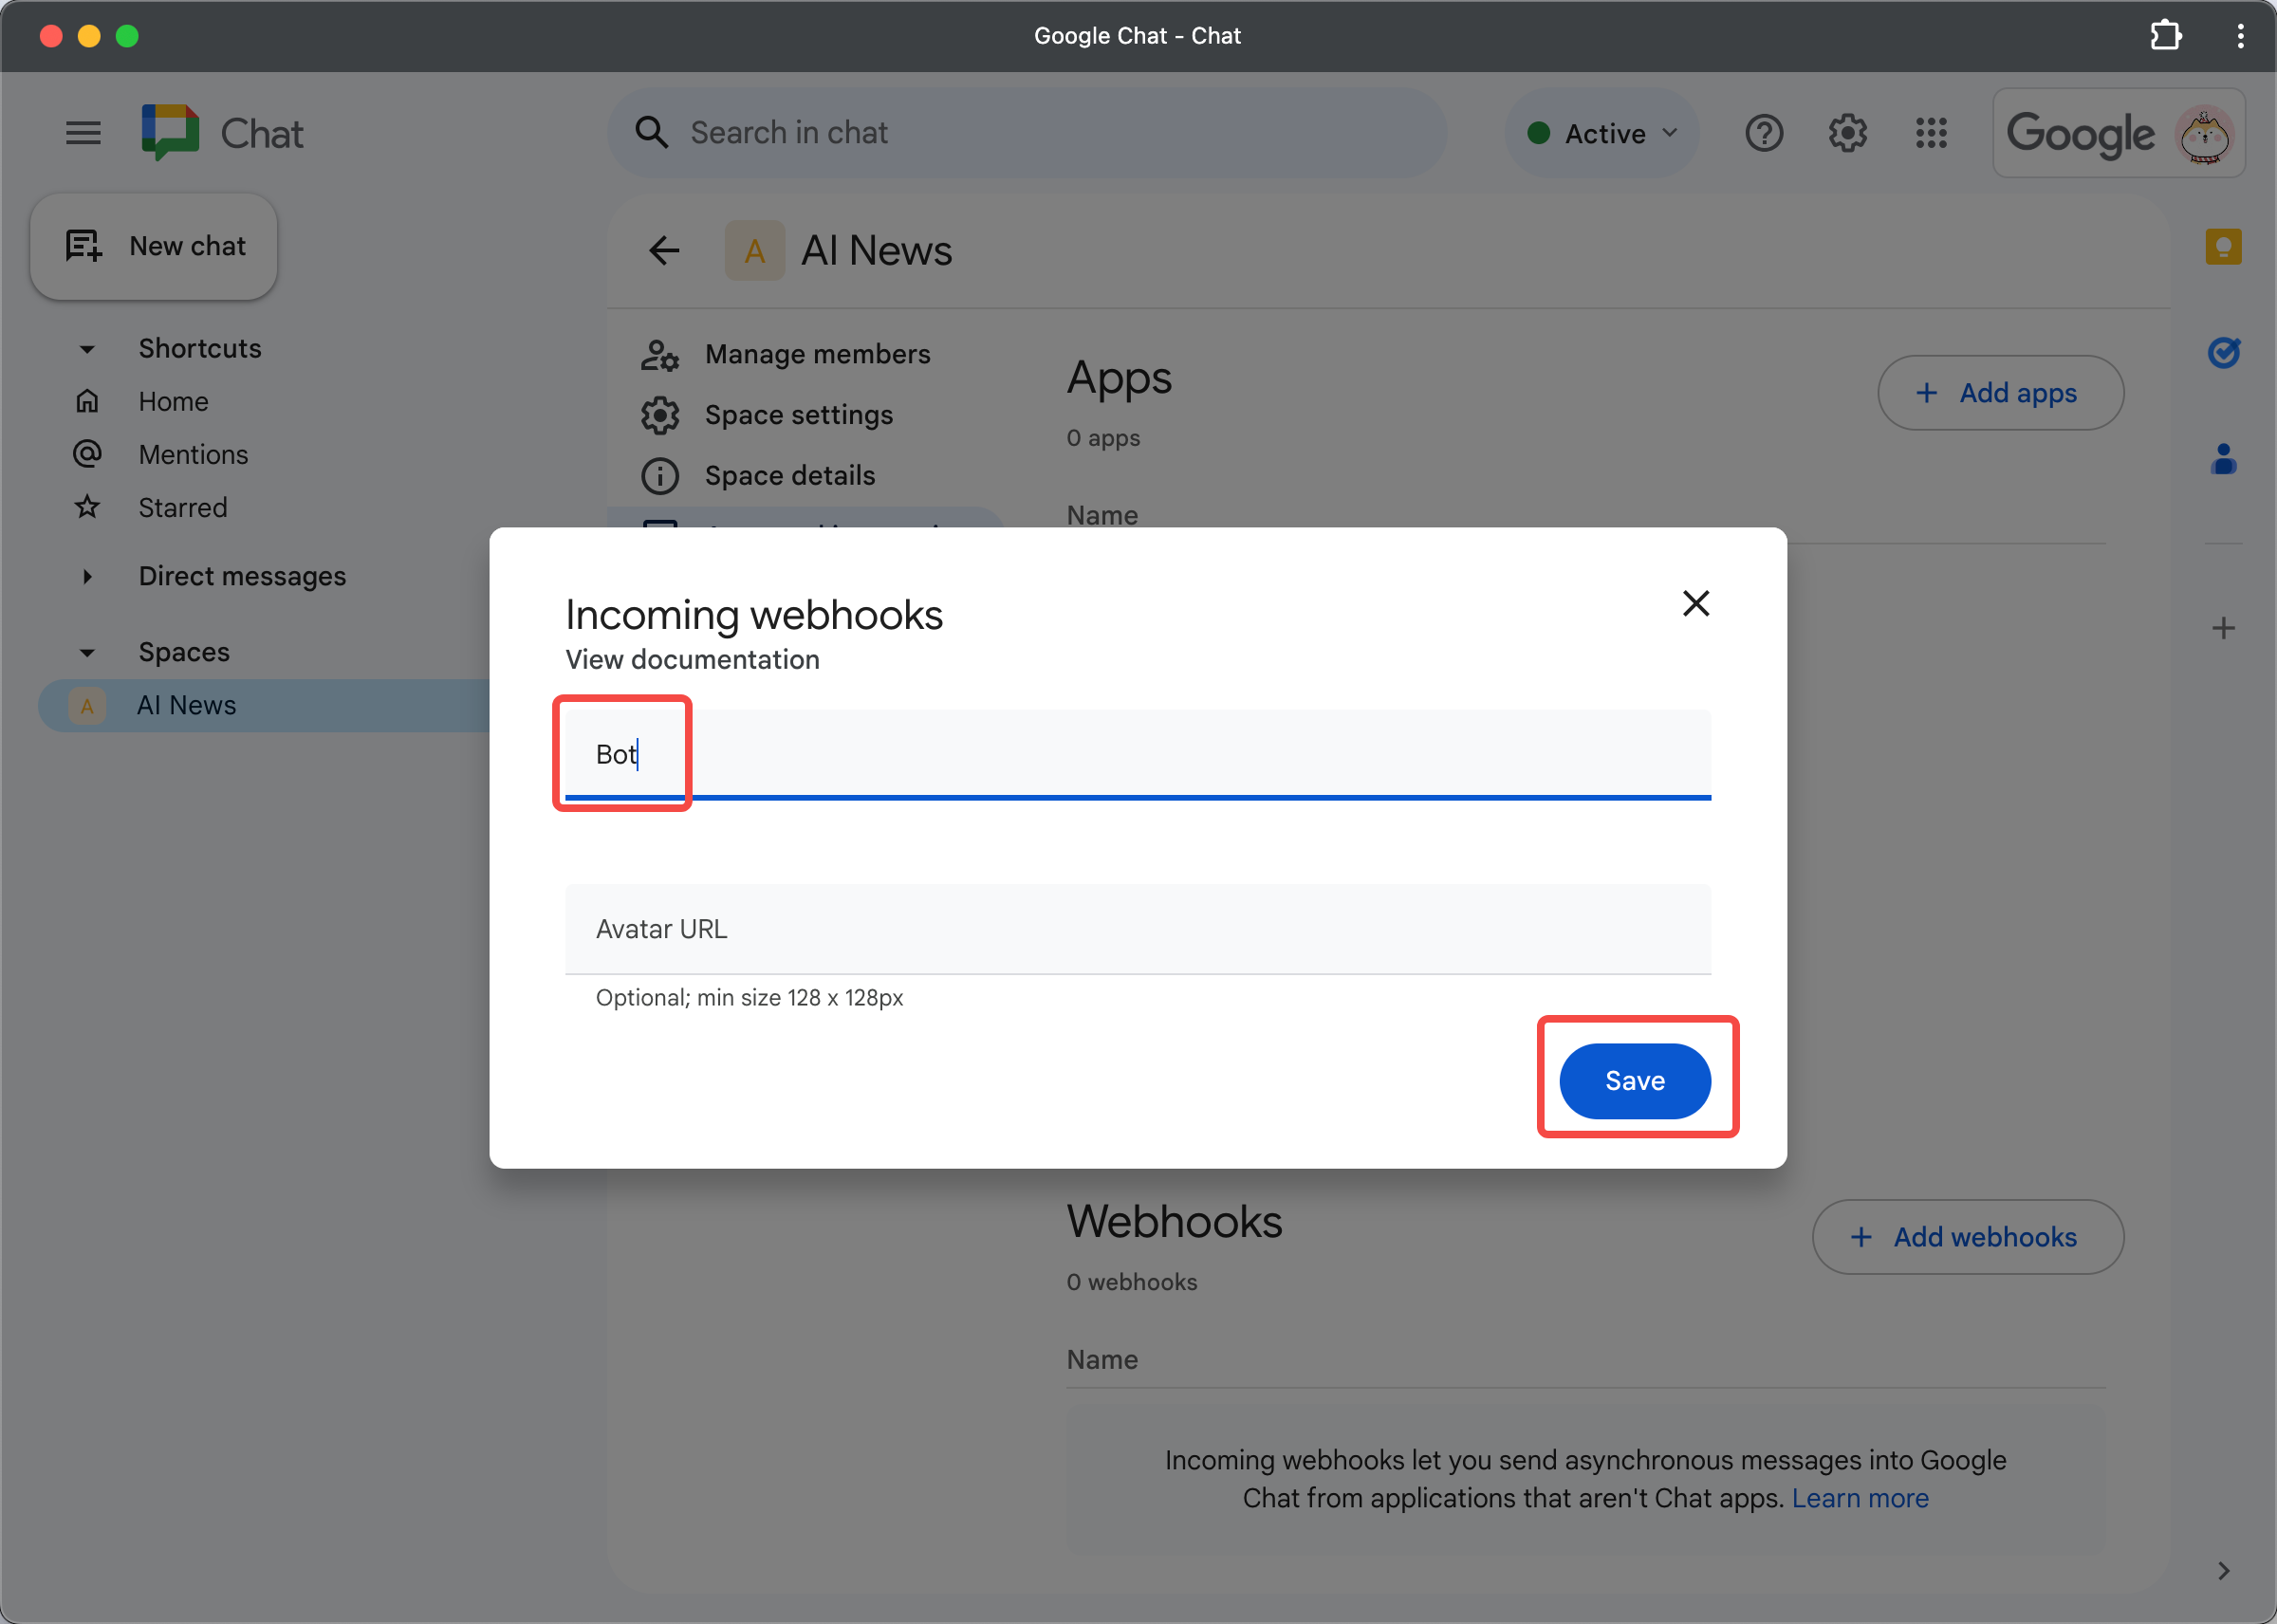 Google Chat - Chat
Chat
Search in chat
Active
Google
New chat
A
AI News
Shortcuts
Home
Mentions
Starred
Direct messages
Spaces
A
AI News
Manage members
Space settings
Space details
Apps
Add apps
0 apps
Name
Incoming webhooks
View documentation
Bot
Avatar URL
Optional; min size 128 x 128px
Save
Webhooks
Add webhooks
0 webhooks
Name
Incoming webhooks let you send asynchronous messages into Google
Chat from applications that aren't Chat apps. Learn more